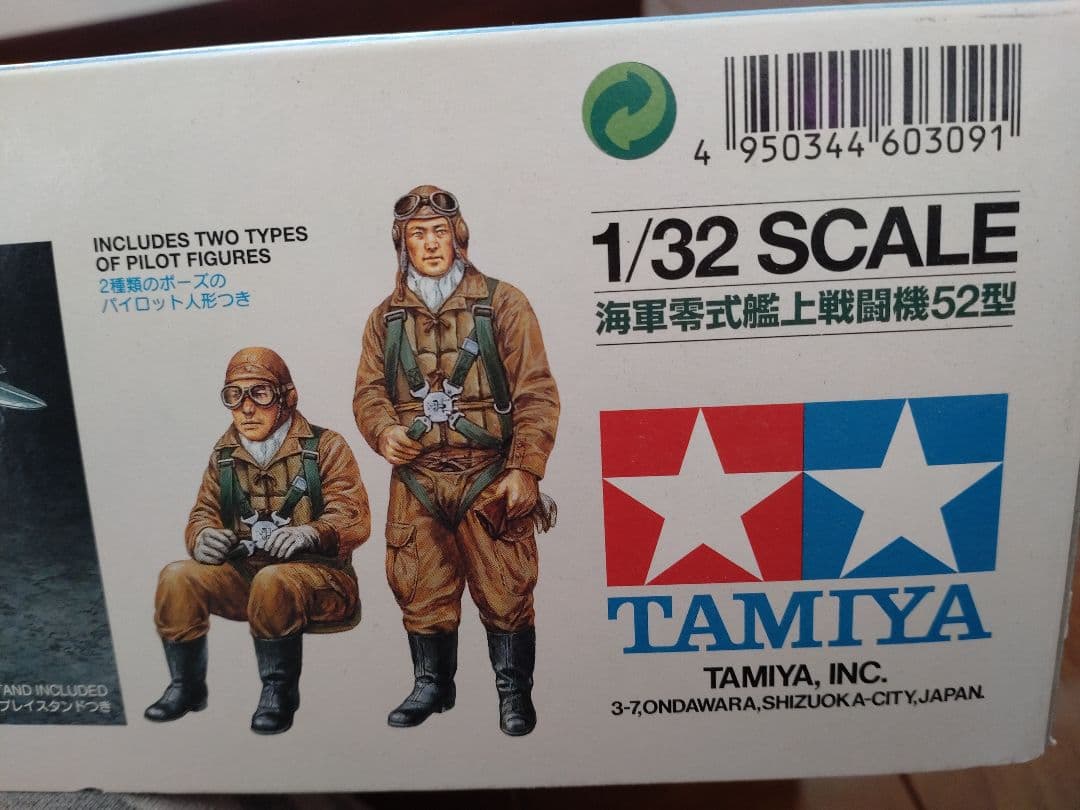 4 950344 603091
INCLUDES TWO TYPES
OF PILOT FIGURES
2種類のポーズの
パイロット人形つき
1/32 SCALE
海軍零式艦上戦闘機52型
TAMIYA
TAMIYA, INC.
3-7,ONDAWARA,SHIZUOKA-CITY,JAPAN.
AND INCLUDED
プレイスタンドつき